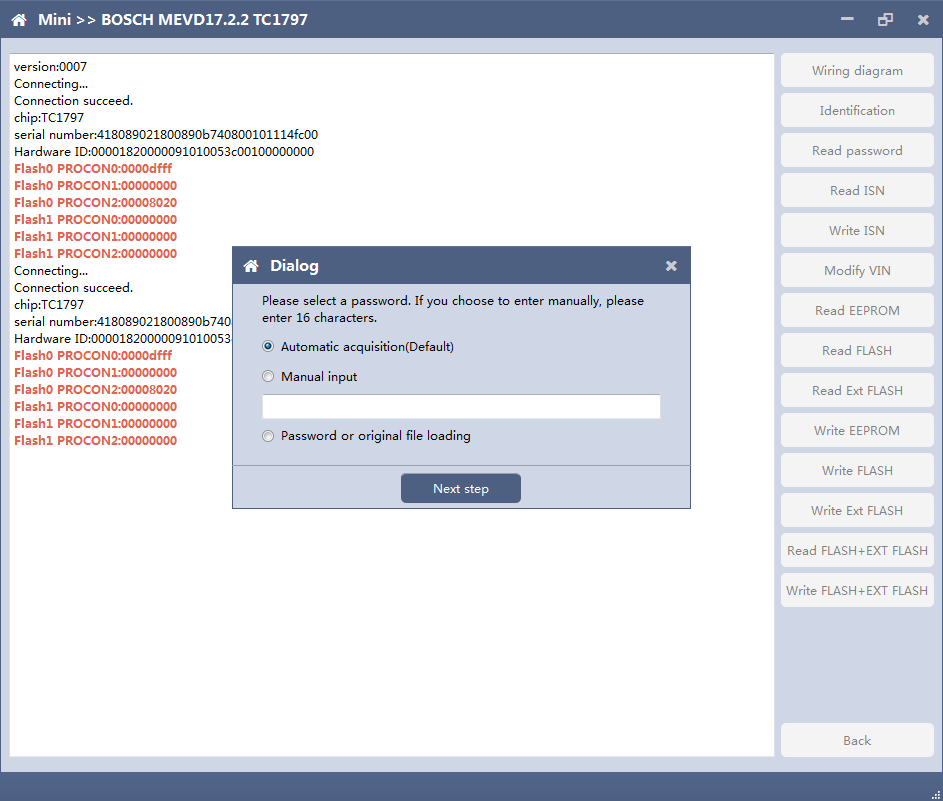 Mini >> BOSCH MEVD17.2.2 TC1797
version:0007
Connecting...
Connection succeed.
chip:TC1797
serial number:418089021800890b740800101114fc00
Hardware ID:00001820000091010053c00100000000
Flash0 PROCON0:0000dfff
Flash0 PROCON1:00000000
Flash0 PROCON2:00008020
Flash1 PROCON0:00000000
Flash1 PROCON1:00000000
Flash1 PROCON2:00000000
Connecting...
Connection succeed.
chip:TC1797
serial number:418089021800890b740
Hardware ID:00001820000091010053
Flash0 PROCON0:0000dfff
Flash0 PROCON1:00000000
Flash0 PROCON2:00008020
Flash1 PROCON0:00000000
Flash1 PROCON1:00000000
Flash1 PROCON2:00000000
Dialog
Please select a password. If you choose to enter manually, please
enter 16 characters.
Automatic acquisition(Default)
Manual input
Password or original file loading
Next step
Wiring diagram
Identification
Read password
Read ISN
Write ISN
Modify VIN
Read EEPROM
Read FLASH
Read Ext FLASH
Write EEPROM
Write FLASH
Write Ext FLASH
Read FLASH+EXT FLASH
Write FLASH+EXT FLASH
Back